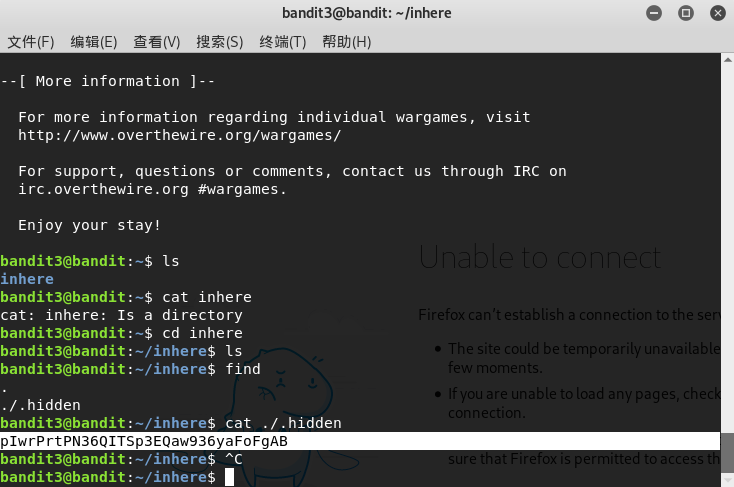 bandit3@bandit: ~/inhere
文件(F) 编辑(E) 查看(V) 搜索(S) 终端(T) 帮助(H)
--[ More information ]--
For more information regarding individual wargames, visit
http://www.overthewire.org/wargames/
For support, questions or comments, contact us through IRC on
irc.overthewire.org #wargames.
Enjoy your stay!
bandit3@bandit:~$ ls
inhere
bandit3@bandit:~$ cat inhere
cat: inhere: Is a directory
bandit3@bandit:~$ cd inhere
bandit3@bandit:~/inhere$ ls
bandit3@bandit:~/inhere$ find
.
./.hidden
bandit3@bandit:~/inhere$ cat ./.hidden
pIwrPrtPN36QITSp3EQaw936yaFoFgAB
bandit3@bandit:~/inhere$ ^C
bandit3@bandit:~/inhere$
Unable to connect
Firefox can’t establish a connection to the serv
The site could be temporarily unavailable
few moments.
If you are unable to load any pages, check
connection.
sure that Firefox is permitted to access th